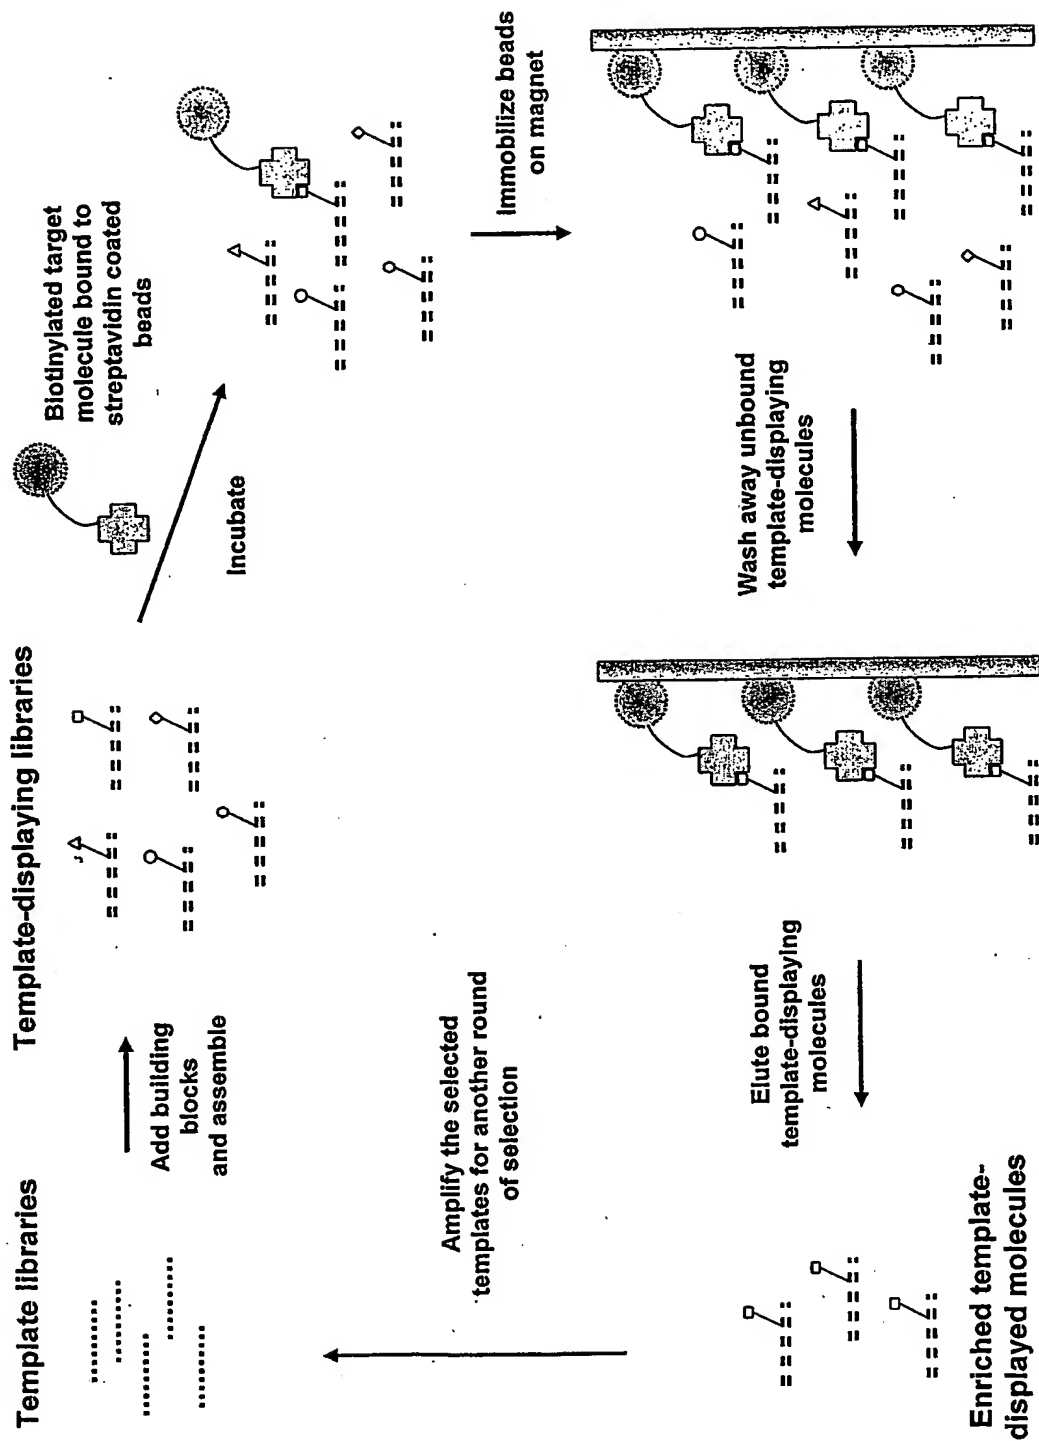 Template libraries
Add building
blocks
and assemble
Template-displaying libraries
Incubate
Biotinylated target
molecule bound to
streptavidin coated
beads
Immobilize beads
on magnet
Wash away unbound
template-displaying
molecules
Elute bound
template-displaying
molecules
Enriched template-
displayed molecules
Amplify the selected
templates for another round
of selection